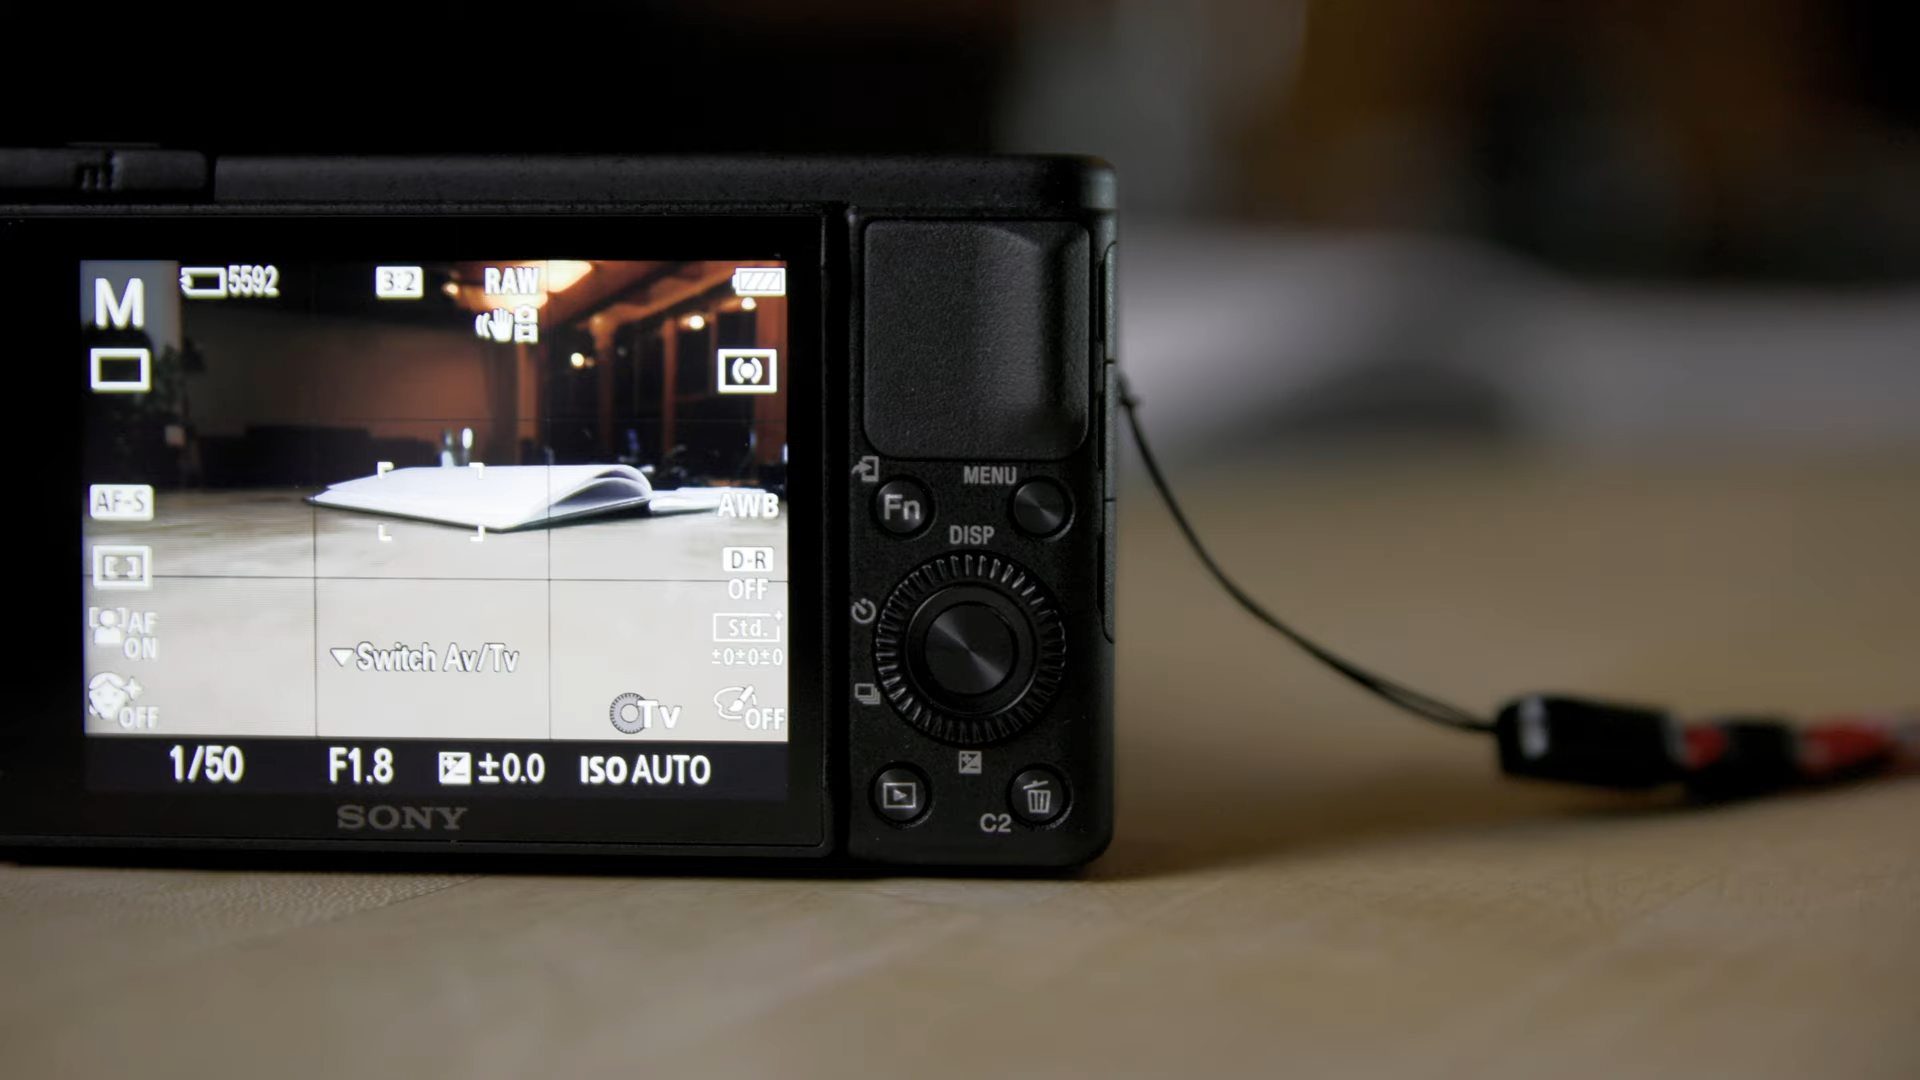 M 5592 3:2 RAW
AF-S
AWB
D-R
OFF
AF
ON
Std.
±0±0±0
Switch Av/Tv
OFF
Tv
OFF
1/50 F1.8 ±0.0 ISO AUTO
SONY
MENU
Fn
DISP
C2